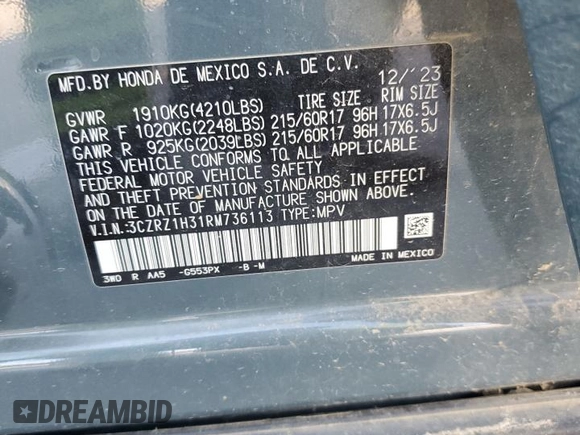 MFD.BY HONDA DE MEXICO S.A. DE C.V. 12/'23
GVWR 1910KG(4210LBS) TIRE SIZE RIM SIZE
GAWR F 1020KG(2248LBS) 215/60R17 96H 17X6.5J
GAWR R 925KG(2039LBS) 215/60R17 96H 17X6.5J
THIS VEHICLE CONFORMS TO ALL APPLICABLE
FEDERAL MOTOR VEHICLE SAFETY
AND THEFT PREVENTION STANDARDS IN EFFECT
ON THE DATE OF MANUFACTURE SHOWN ABOVE.
V.I.N.:3CZRZ1H31RM736113 TYPE:MPV
3W0 R AA5 -G553PX -B -M MADE IN MEXICO
DREAMBID